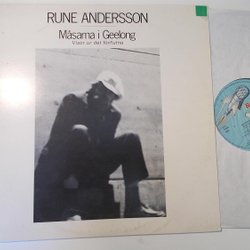 RUNE ANDERSSON
Måsarna i Geelong
Visor ur det förflutna